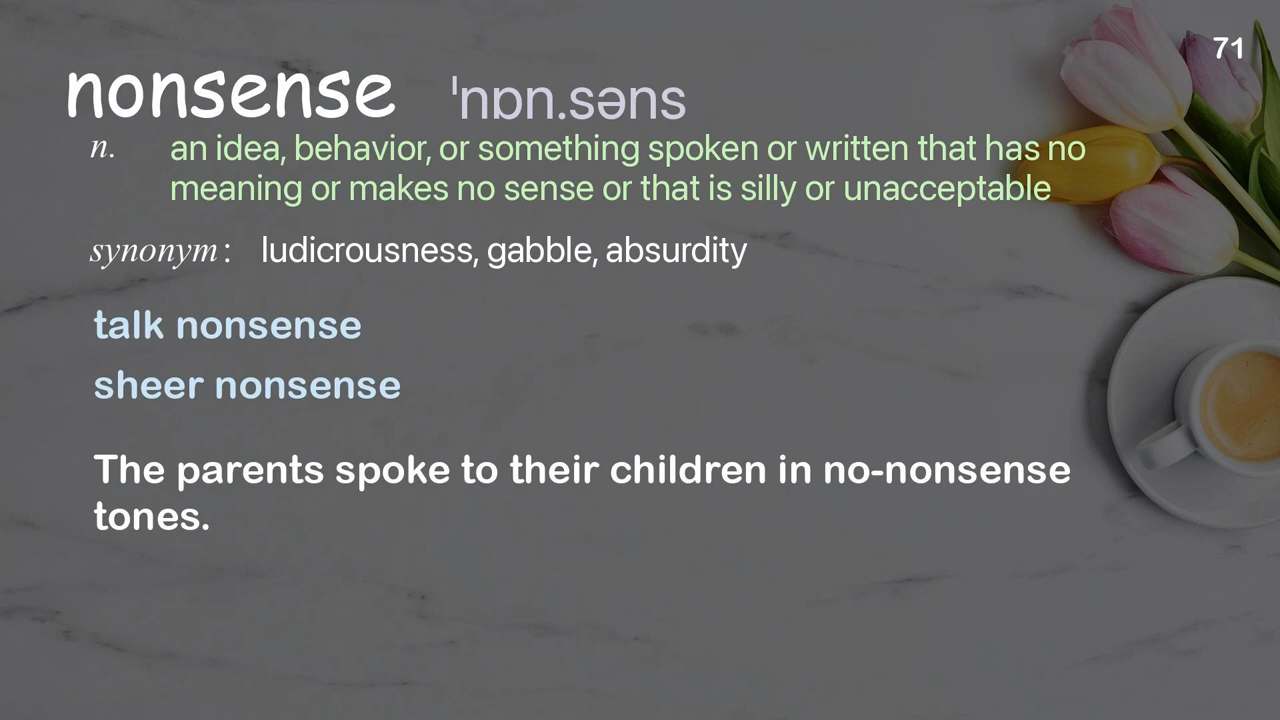 71
nonsense ˈnɒn.səns
n. an idea, behavior, or something spoken or written that has no
meaning or makes no sense or that is silly or unacceptable
synonym : ludicrousness, gabble, absurdity
talk nonsense
sheer nonsense
The parents spoke to their children in no-nonsense
tones.